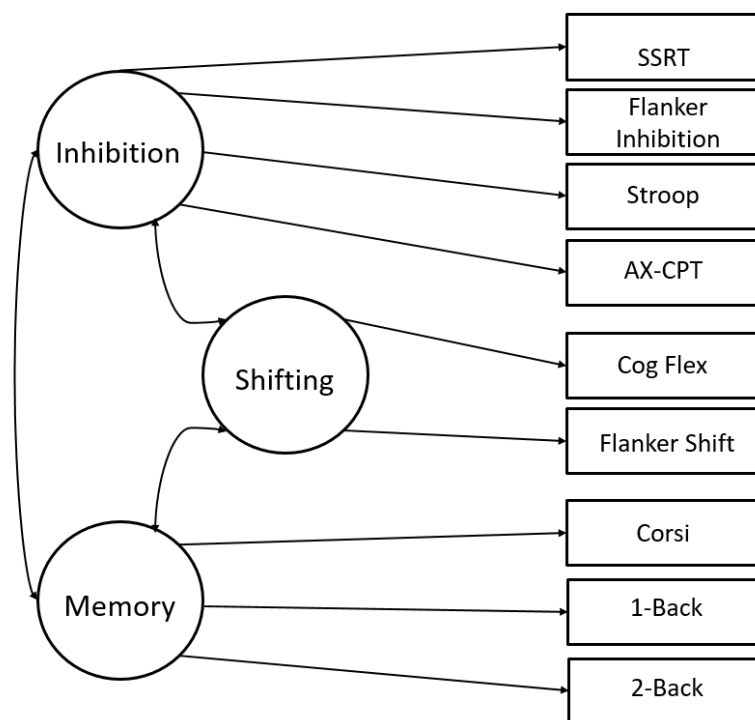 SSRT
Flanker
Inhibition
Inhibition
Stroop
AX-CPT
Cog Flex
Shifting
Flanker Shift
Corsi
Memory
1-Back
2-Back